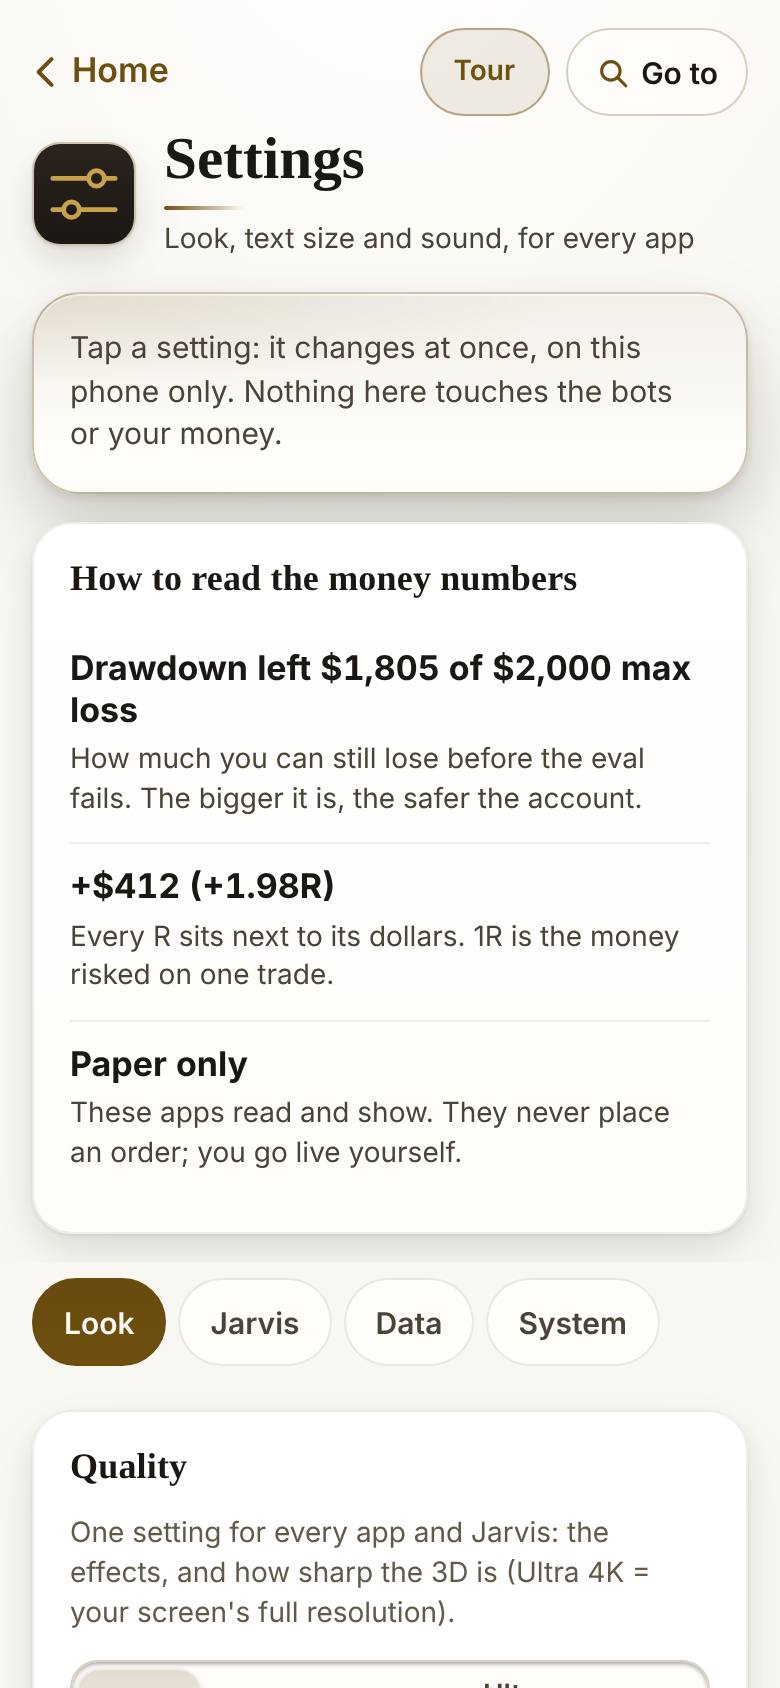 Home
Tour
Go to
Settings
Look, text size and sound, for every app
Tap a setting: it changes at once, on this
phone only. Nothing here touches the bots
or your money.
How to read the money numbers
Drawdown left $1,805 of $2,000 max
loss
How much you can still lose before the eval
fails. The bigger it is, the safer the account.
+$412 (+1.98R)
Every R sits next to its dollars. 1R is the money
risked on one trade.
Paper only
These apps read and show. They never place
an order; you go live yourself.
Look
Jarvis
Data
System
Quality
One setting for every app and Jarvis: the
effects, and how sharp the 3D is (Ultra 4K =
your screen's full resolution).